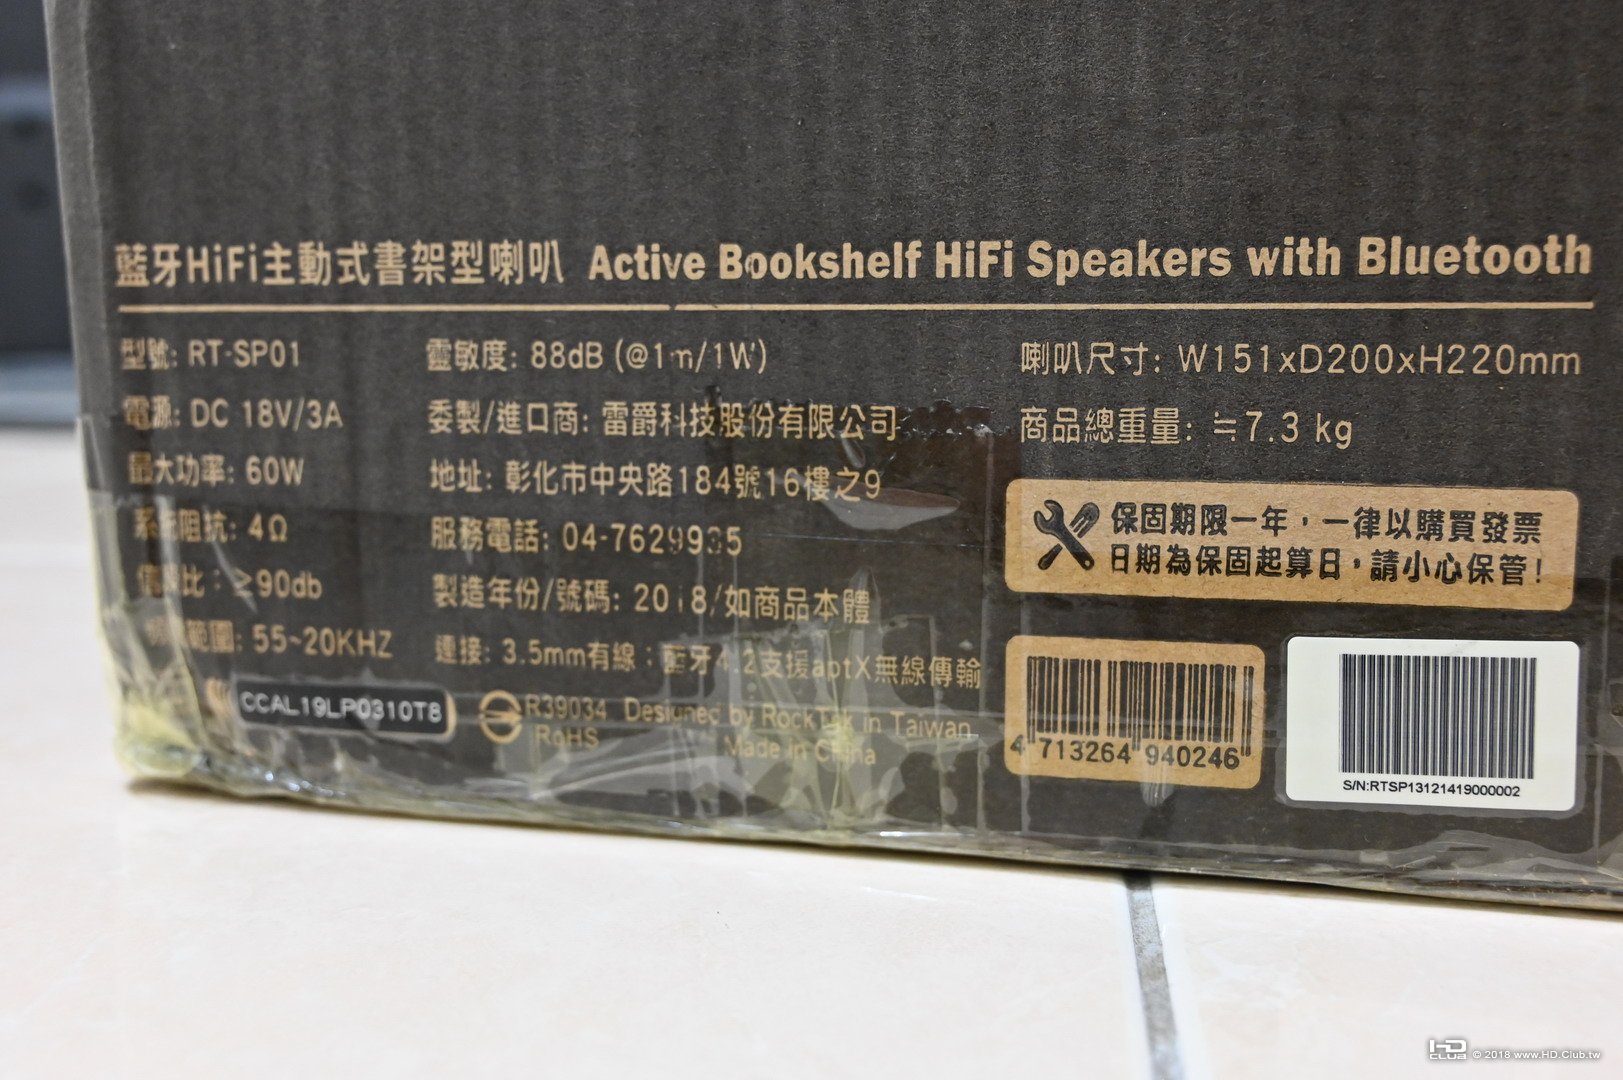 藍牙HiFi主動式書架型喇叭 Active Bookshelf HiFi Speakers with Bluetooth
型號: RT-SP01
電源: DC 18V/3A
最大功率: 60W
系統阻抗: 4Ω
比: ≥90db
範圍: 55~20KHZ
CCAL19LP0310T8
靈敏度: 88dB (@1m/1W)
委製/進口商: 雷爵科技股份有限公司
地址: 彰化市中央路184號16樓之9
服務電話: 04-7629935
製造年份/號碼: 2018/如商品本體
連接: 3.5mm有線; 藍牙4.2支援aptX無線傳輸
R39034
RoHS
Designed by RockTek in Taiwan
Made in China
喇叭尺寸: W151xD200xH220mm
商品總重量: ≒7.3 kg
保固期限一年，一律以購買發票
日期為保固起算日，請小心保管!
4 713264 940246
S/N:RTSP13121419000002
HD CLUB © 2018 www.HD.Club.tw